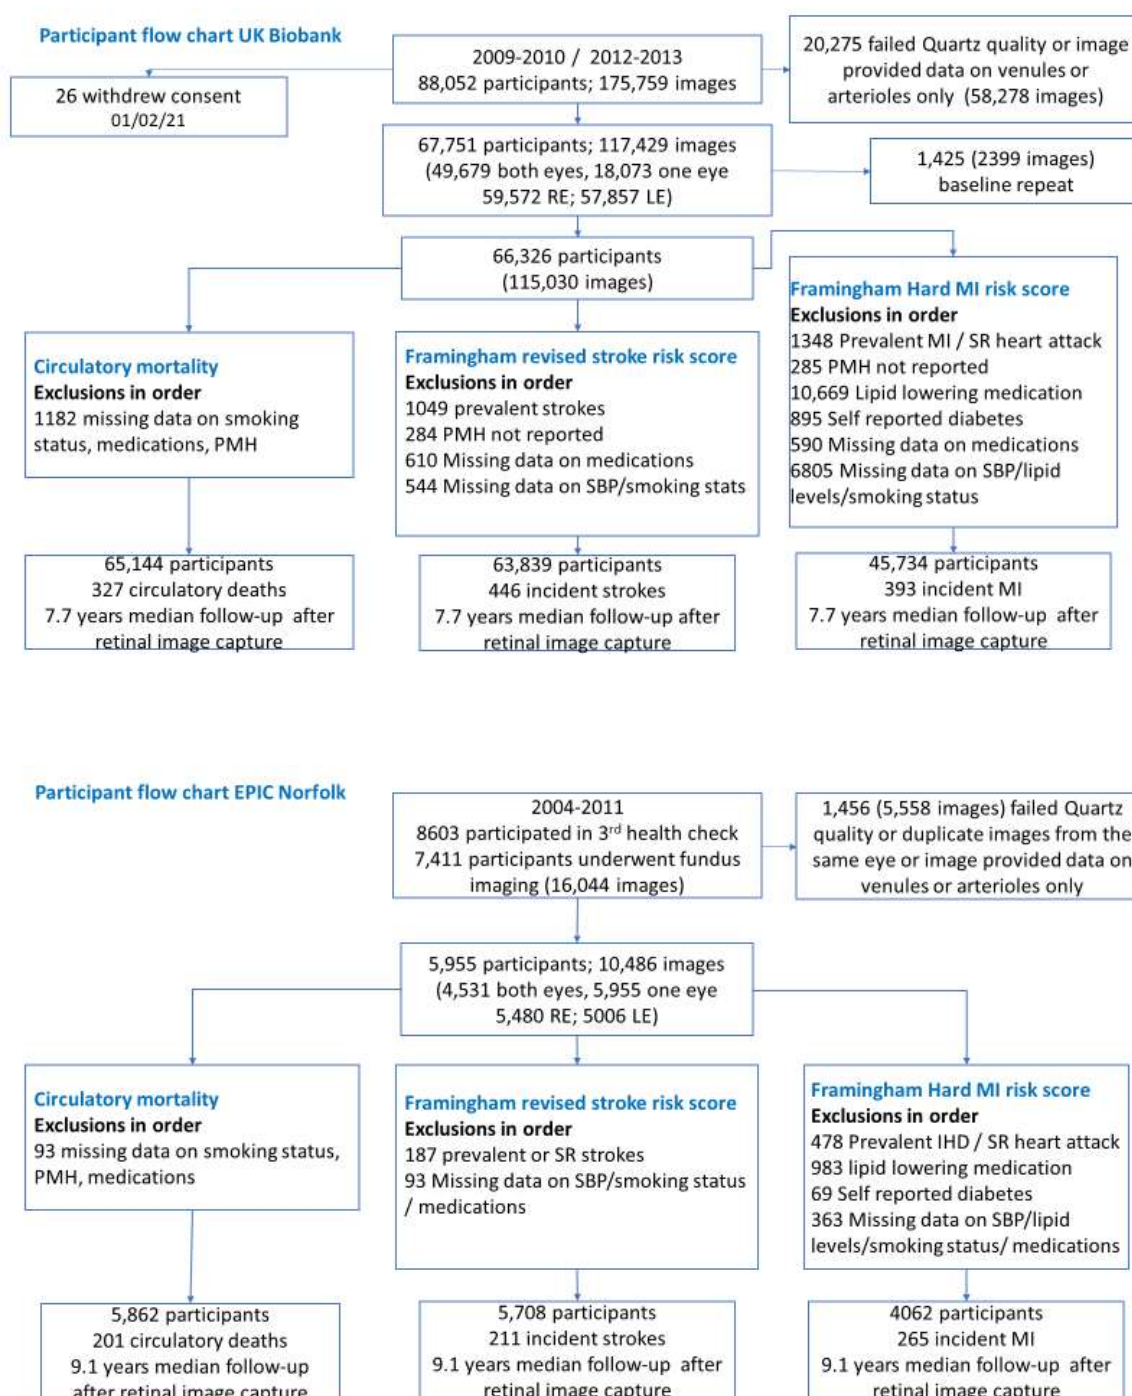 Participant flow chart UK Biobank
2009-2010 / 2012-2013
88,052 participants; 175,759 images
20,275 failed Quartz quality or image
provided data on venules or
arterioles only (58,278 images)
26 withdrew consent
01/02/21
67,751 participants; 117,429 images
(49,679 both eyes, 18,073 one eye
59,572 RE; 57,857 LE)
1,425 (2399 images)
baseline repeat
66,326 participants
(115,030 images)
Circulatory mortality
Exclusions in order
1182 missing data on smoking
status, medications, PMH
Framingham revised stroke risk score
Exclusions in order
1049 prevalent strokes
284 PMH not reported
610 Missing data on medications
544 Missing data on SBP/smoking stats
Framingham Hard MI risk score
Exclusions in order
1348 Prevalent MI / SR heart attack
285 PMH not reported
10,669 Lipid lowering medication
895 Self reported diabetes
590 Missing data on medications
6805 Missing data on SBP/lipid
levels/smoking status
65,144 participants
327 circulatory deaths
7.7 years median follow-up after
retinal image capture
63,839 participants
446 incident strokes
7.7 years median follow-up after
retinal image capture
45,734 participants
393 incident MI
7.7 years median follow-up after
retinal image capture
Participant flow chart EPIC Norfolk
2004-2011
8603 participated in 3rd health check
7,411 participants underwent fundus
imaging (16,044 images)
1,456 (5,558 images) failed Quartz
quality or duplicate images from the
same eye or image provided data on
venules or arterioles only
5,955 participants; 10,486 images
(4,531 both eyes, 5,955 one eye
5,480 RE; 5006 LE)
Circulatory mortality
Exclusions in order
93 missing data on smoking status,
PMH, medications
Framingham revised stroke risk score
Exclusions in order
187 prevalent or SR strokes
93 Missing data on SBP/smoking status
/ medications
Framingham Hard MI risk score
Exclusions in order
478 Prevalent IHD / SR heart attack
983 lipid lowering medication
69 Self reported diabetes
363 Missing data on SBP/lipid
levels/smoking status/ medications
5,862 participants
201 circulatory deaths
9.1 years median follow-up
after retinal image capture
5,708 participants
211 incident strokes
9.1 years median follow-up after
retinal image capture
4062 participants
265 incident MI
9.1 years median follow-up after
retinal image capture